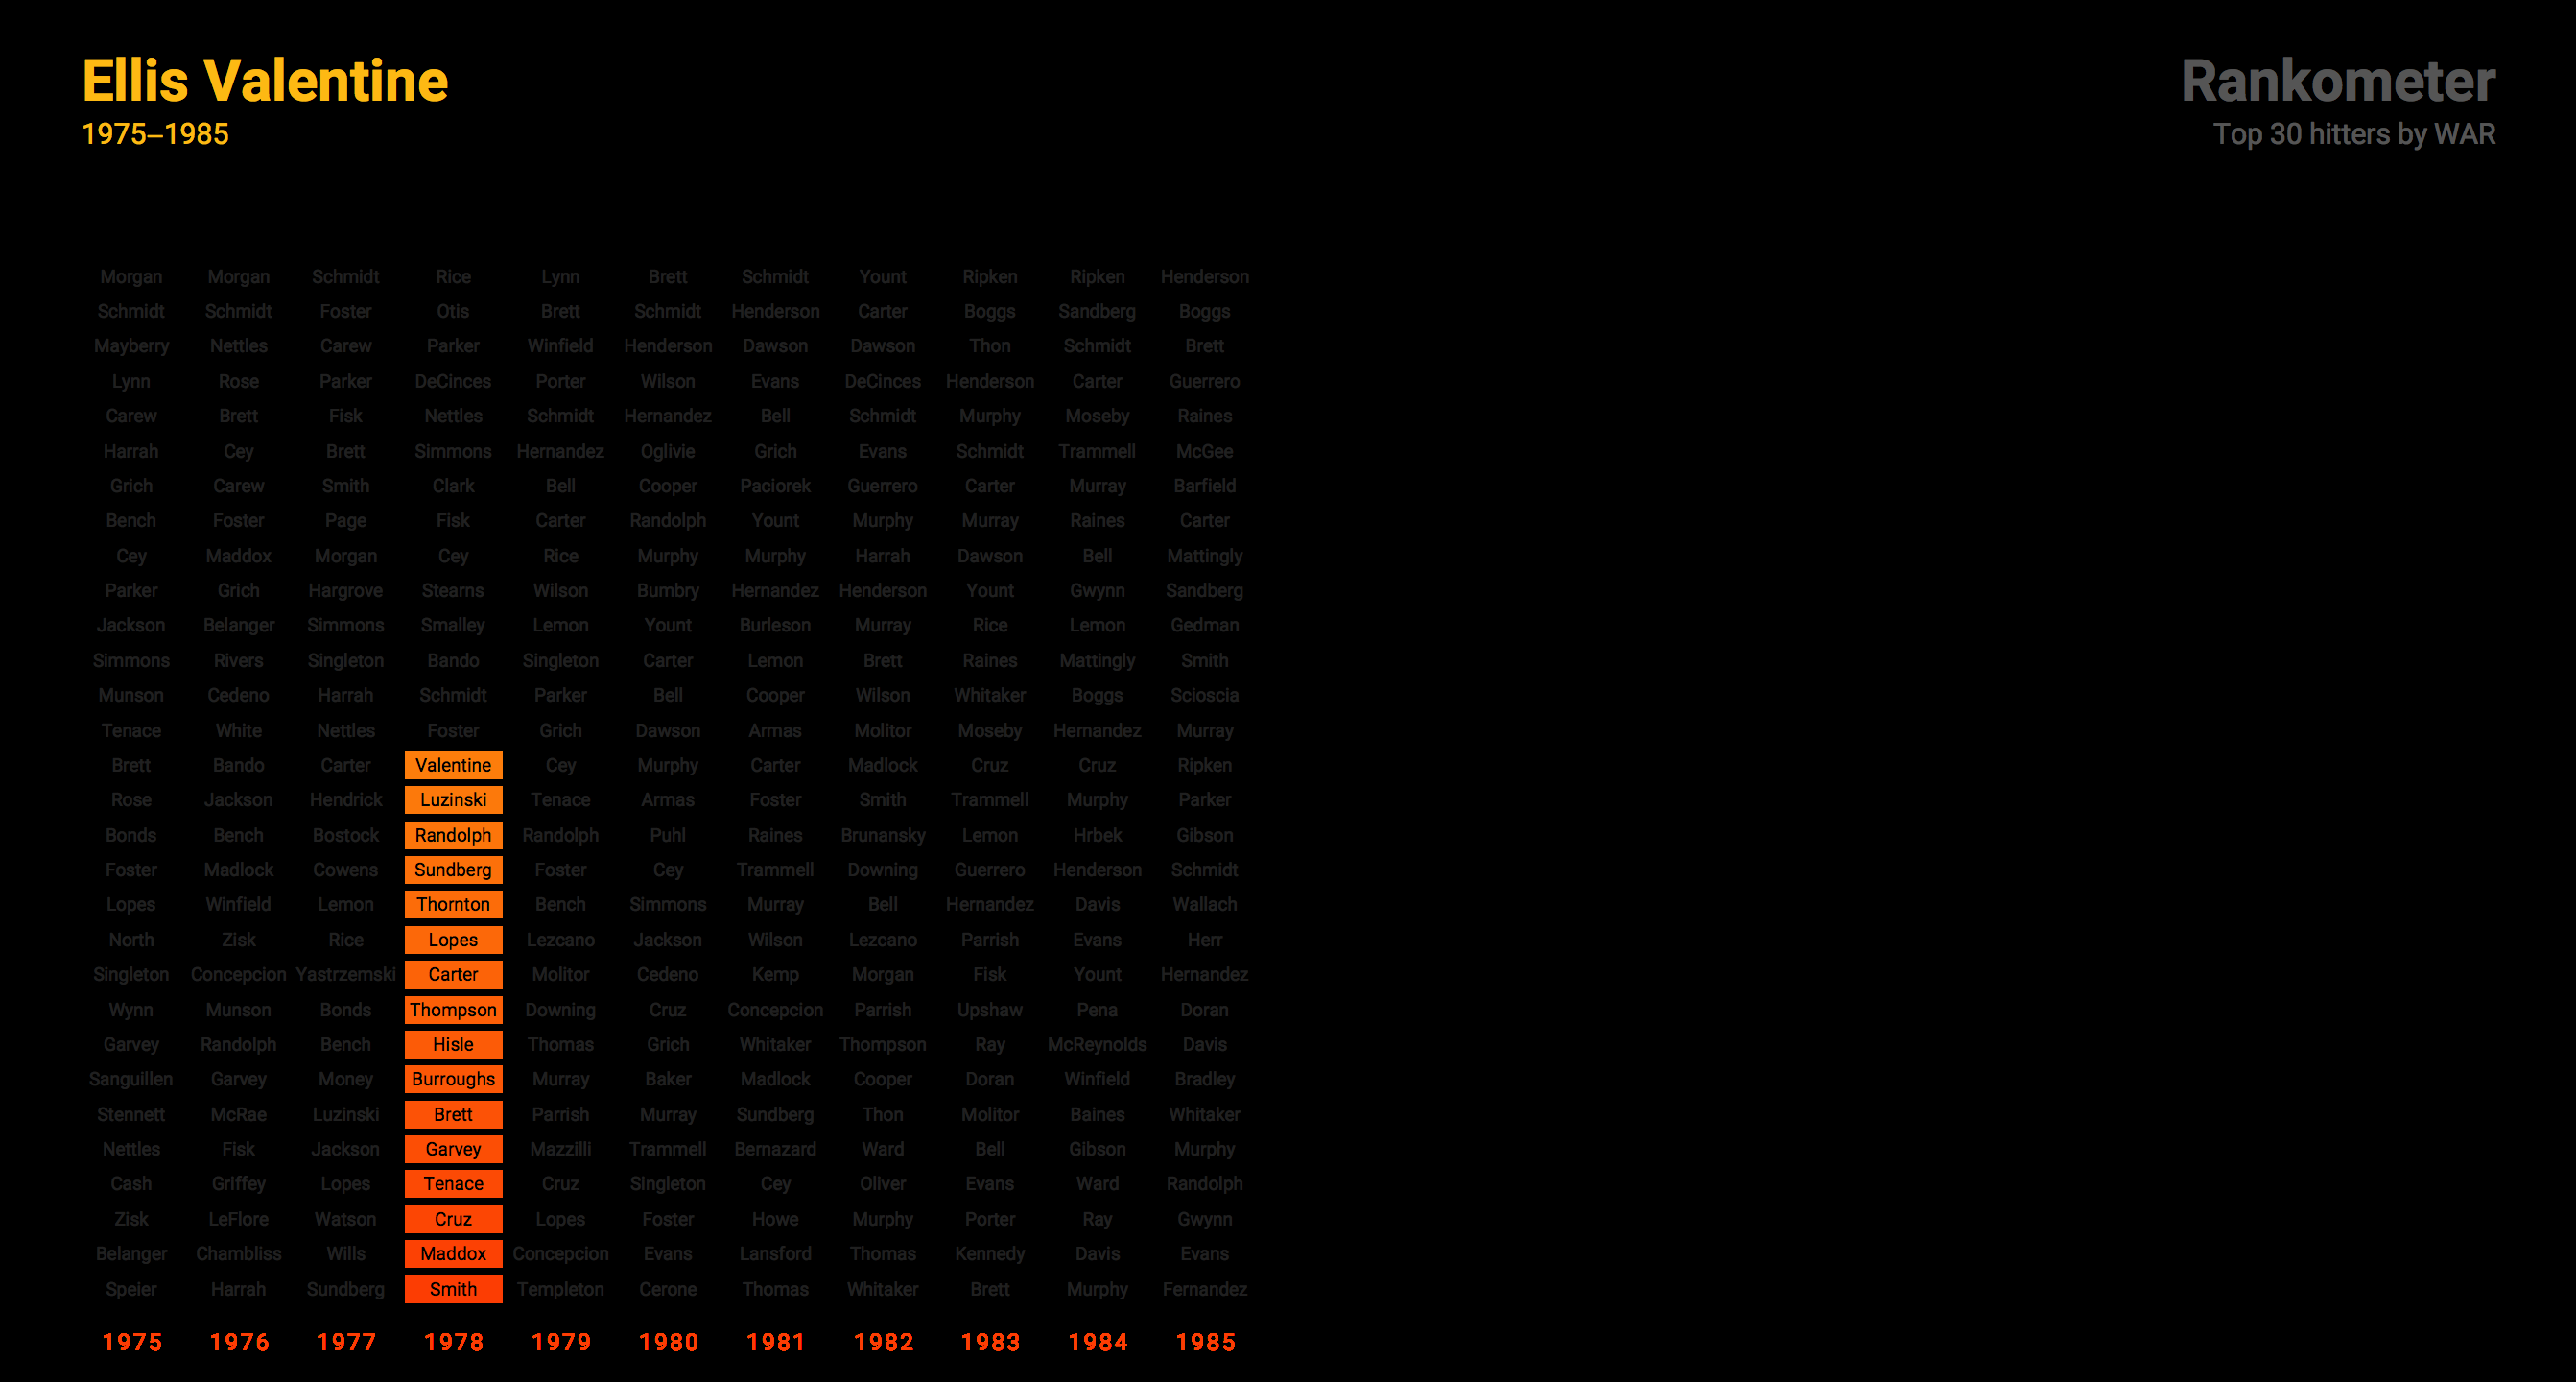 Ellis Valentine
1975–1985
Rankometer
Top 30 hitters by WAR
Morgan Morgan Schmidt Rice Lynn Brett Schmidt Yount Ripken Ripken Henderson
Schmidt Schmidt Foster Otis Brett Schmidt Henderson Carter Boggs Sandberg Boggs
Mayberry Nettles Carew Parker Winfield Henderson Dawson Dawson Thon Schmidt Brett
Lynn Rose Parker DeCinces Porter Wilson Evans DeCinces Henderson Carter Guerrero
Carew Brett Fisk Nettles Schmidt Hernandez Bell Schmidt Murphy Moseby Raines
Harrah Cey Brett Simmons Hernandez Oglivie Grich Evans Schmidt Trammell McGee
Grich Carew Smith Clark Bell Cooper Paciorek Guerrero Carter Murray Barfield
Bench Foster Page Fisk Carter Randolph Yount Murphy Murray Raines Carter
Cey Maddox Morgan Cey Rice Murphy Murphy Harrah Dawson Bell Mattingly
Parker Grich Hargrove Stearns Wilson Bumbry Hernandez Henderson Yount Gwynn Sandberg
Jackson Belanger Simmons Smalley Lemon Yount Burleson Murray Rice Lemon Gedman
Simmons Rivers Singleton Bando Singleton Carter Lemon Brett Raines Mattingly Smith
Munson Cedeno Harrah Schmidt Parker Bell Cooper Wilson Whitaker Boggs Scioscia
Tenace White Nettles Foster Grich Dawson Armas Molitor Moseby Hernandez Murray
Brett Bando Carter Valentine Cey Murphy Carter Madlock Cruz Cruz Ripken
Rose Jackson Hendrick Luzinski Tenace Armas Foster Smith Trammell Murphy Parker
Bonds Bench Bostock Randolph Randolph Puhl Raines Brunansky Lemon Hrbek Gibson
Foster Madlock Cowens Sundberg Foster Cey Trammell Downing Guerrero Henderson Schmidt
Lopes Winfield Lemon Thornton Bench Simmons Murray Bell Hernandez Davis Wallach
North Zisk Rice Lopes Lezcano Jackson Wilson Lezcano Parrish Evans Herr
Singleton Concepcion Yastrzemski Carter Molitor Cedeno Kemp Morgan Fisk Yount Hernandez
Wynn Munson Bonds Thompson Downing Cruz Concepcion Parrish Upshaw Pena Doran
Garvey Randolph Bench Hisle Thomas Grich Whitaker Thompson Ray McReynolds Davis
Sanguillen Garvey Money Burroughs Murray Baker Madlock Cooper Doran Winfield Bradley
Stennett McRae Luzinski Brett Parrish Murray Sundberg Thon Molitor Baines Whitaker
Nettles Fisk Jackson Garvey Mazzilli Trammell Bernazard Ward Bell Gibson Murphy
Cash Griffey Lopes Tenace Cruz Singleton Cey Oliver Evans Ward Randolph
Zisk LeFlore Watson Cruz Lopes Foster Howe Murphy Porter Ray Gwynn
Belanger Chambliss Wills Maddox Concepcion Evans Lansford Thomas Kennedy Davis Evans
Speier Harrah Sundberg Smith Templeton Cerone Thomas Whitaker Brett Murphy Fernandez
1975 1976 1977 1978 1979 1980 1981 1982 1983 1984 1985